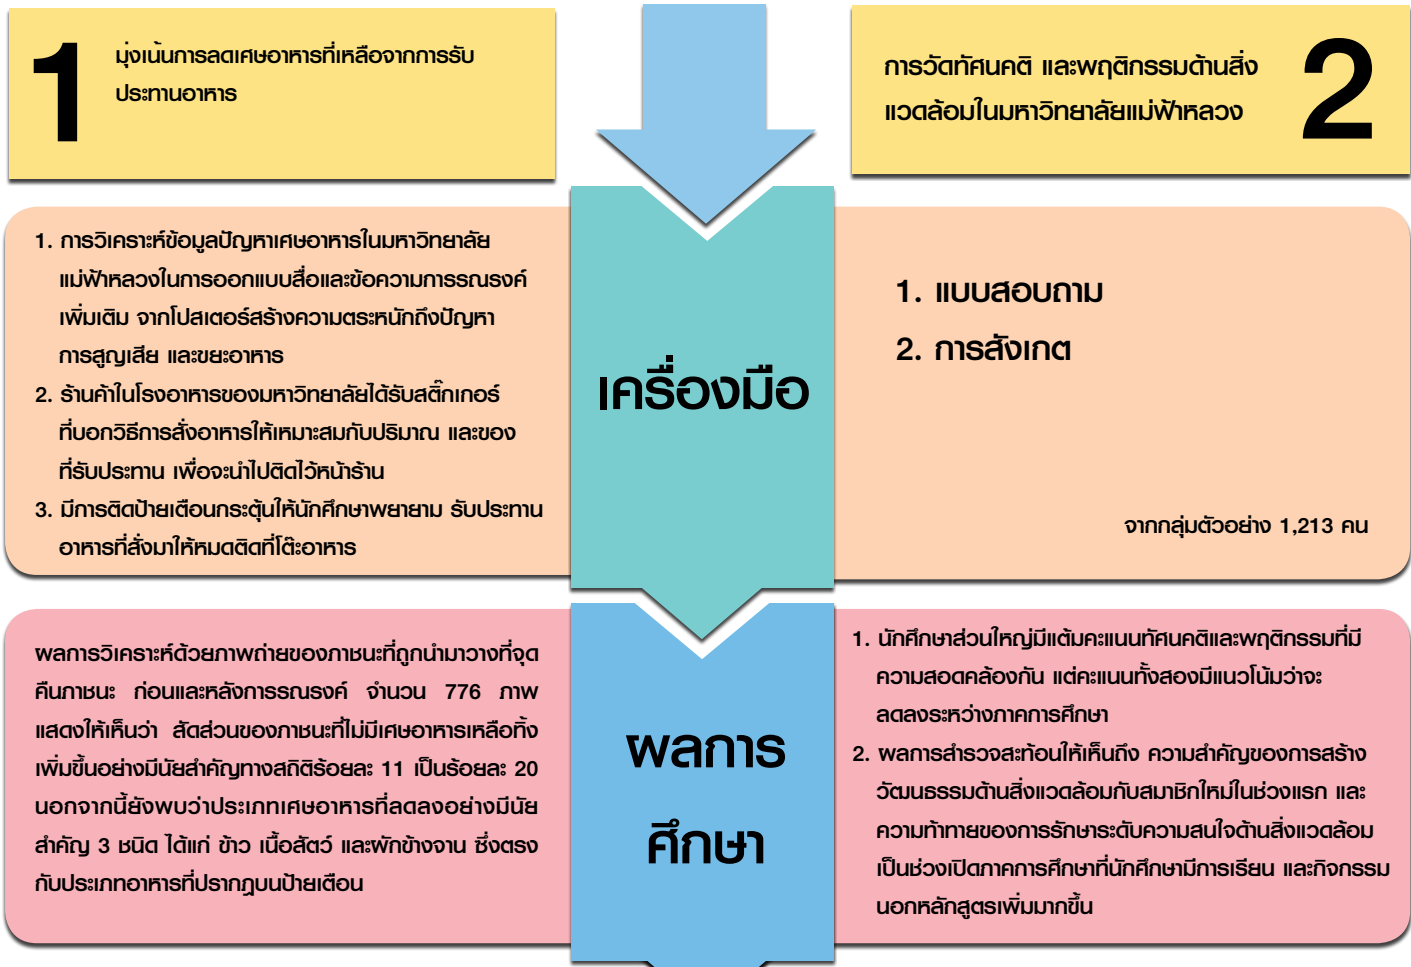 1
มุ่งเน้นการลดเศษอาหารที่เหลือจากการรับ
ประทานอาหาร
การวัดทัศนคติ และพฤติกรรมด้านสิ่ง
แวดล้อมในมหาวิทยาลัยแม่ฟ้าหลวง
2
1. การวิเคราะห์ข้อมูลปัญหาเศษอาหารในมหาวิทยาลัย
แม่ฟ้าหลวงในการออกแบบสื่อและข้อความการรณรงค์
เพิ่มเติม จากโปสเตอร์สร้างความตระหนักถึงปัญหา
การสูญเสีย และขยะอาหาร
2. ร้านค้าในโรงอาหารของมหาวิทยาลัยได้รับสติ๊กเกอร์
ที่บอกวิธีการสั่งอาหารให้เหมาะสมกับปริมาณ และของ
ที่รับประทาน เพื่อจะนำไปติดไว้หน้าร้าน
3. มีการติดป้ายเตือนกระตุ้นให้นักศึกษาพยายาม รับประทาน
อาหารที่สั่งมาให้หมดติดที่โต๊ะอาหาร
เครื่องมือ
1. แบบสอบถาม
2. การสังเกต
จากกลุ่มตัวอย่าง 1,213 คน
ผลการวิเคราะห์ด้วยภาพถ่ายของภาชนะที่ถูกนำมาวางที่จุด
คืนภาชนะ ก่อนและหลังการรณรงค์ จำนวน 776 ภาพ
แสดงให้เห็นว่า สัดส่วนของภาชนะที่ไม่มีเศษอาหารเหลือทิ้ง
เพิ่มขึ้นอย่างมีนัยสำคัญทางสถิติร้อยละ 11 เป็นร้อยละ 20
นอกจากนี้ยังพบว่าประเภทเศษอาหารที่ลดลงอย่างมีนัย
สำคัญ 3 ชนิด ได้แก่ ข้าว เนื้อสัตว์ และผักข้างจาน ซึ่งตรง
กับประเภทอาหารที่ปรากฏบนป้ายเตือน
ผลการ
ศึกษา
1. นักศึกษาส่วนใหญ่มีแต้มคะแนนทัศนคติและพฤติกรรมที่มี
ความสอดคล้องกัน แต่คะแนนทั้งสองมีแนวโน้มว่าจะ
ลดลงระหว่างภาคการศึกษา
2. ผลการสำรวจสะท้อนให้เห็นถึง ความสำคัญของการสร้าง
วัฒนธรรมด้านสิ่งแวดล้อมกับสมาชิกใหม่ในช่วงแรก และ
ความท้าทายของการรักษาระดับความสนใจด้านสิ่งแวดล้อม
เป็นช่วงเปิดภาคการศึกษาที่นักศึกษามีการเรียน และกิจกรรม
นอกหลักสูตรเพิ่มมากขึ้น